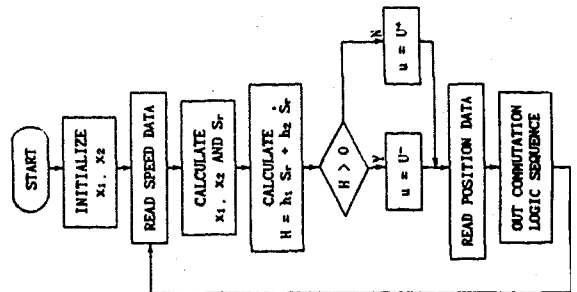 START
INITIALIZE
X₁, X₂
READ SPEED DATA
CALCULATE
X₁, X₂ AND Sᵣ
CALCULATE
H = h₁ Sᵣ + h₂ Ṡᵣ
H > 0
Y
N
u = U⁻
u = U⁺
READ POSITION DATA
OUT COMMUTATION
LOGIC SEQUENCE